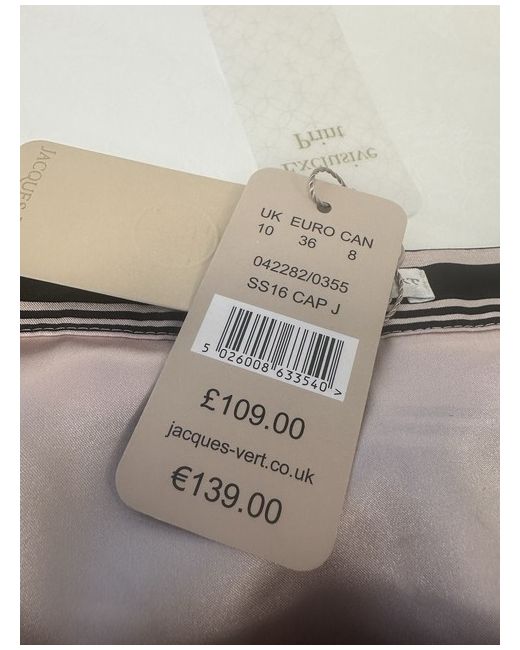 Exclusive
Print
JACQUES
UK EURO CAN
10 36 8
042282/0355
SS16 CAP J
5 026008 633540 >
£109.00
jacques-vert.co.uk
€139.00